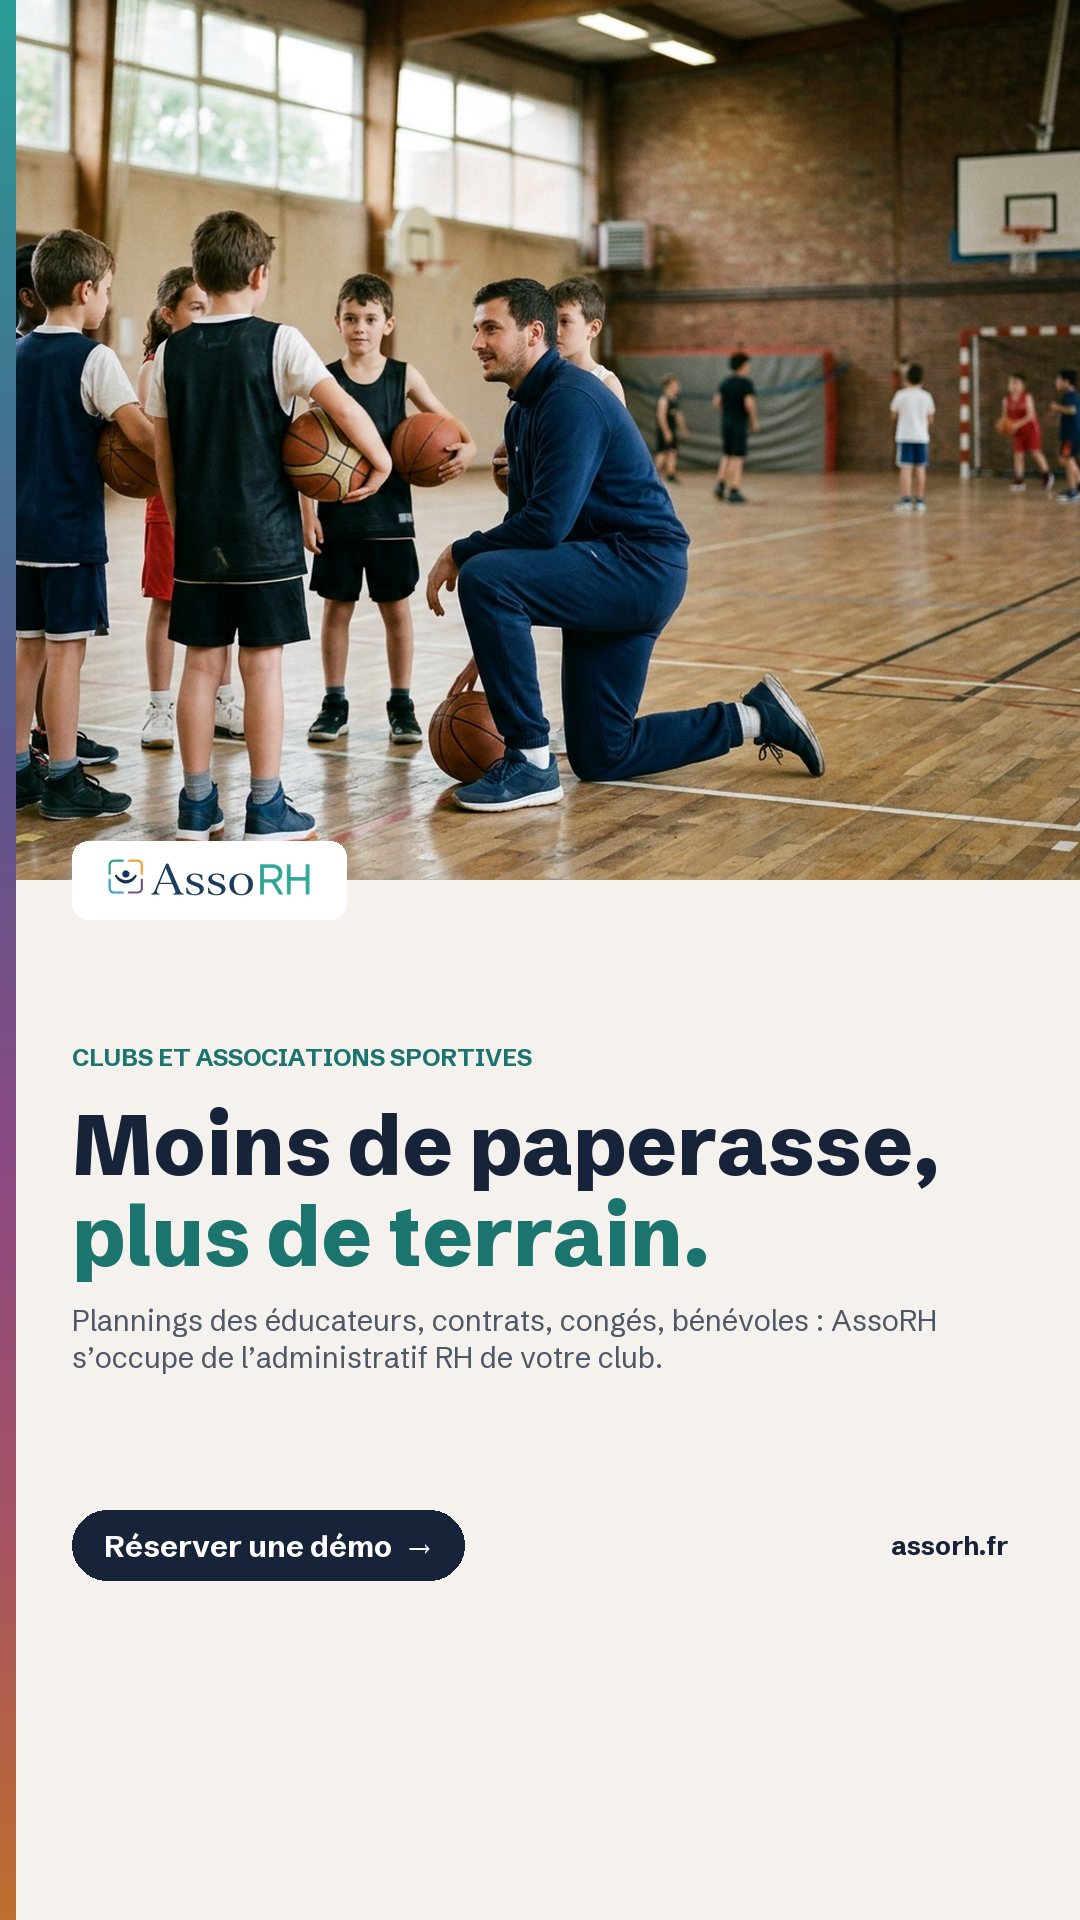 AssoRH
CLUBS ET ASSOCIATIONS SPORTIVES
Moins de paperasse,
plus de terrain.
Plannings des éducateurs, contrats, congés, bénévoles : AssoRH
s’occupe de l’administratif RH de votre club.
Réserver une démo →
assorh.fr